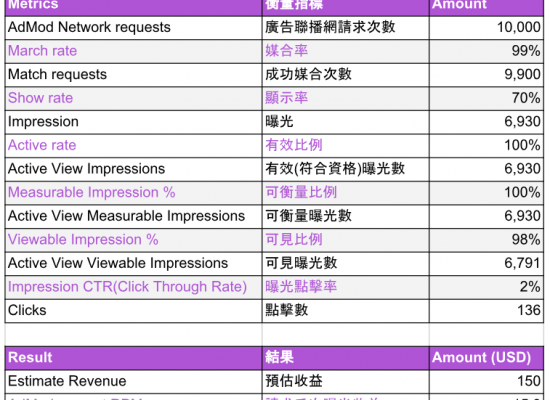 Metrics 衡量指標 Amount
AdMod Network requests 廣告聯播網請求次數 10,000
March rate 媒合率 99%
Match requests 成功媒合次數 9,900
Show rate 顯示率 70%
Impression 曝光 6,930
Active rate 有效比例 100%
Active View Impressions 有效(符合資格)曝光數 6,930
Measurable Impression % 可衡量比例 100%
Active View Measurable Impressions 可衡量曝光數 6,930
Viewable Impression % 可見比例 98%
Active View Viewable Impressions 可見曝光數 6,791
Impression CTR(Click Through Rate) 曝光點擊率 2%
Clicks 點擊數 136
Result 結果 Amount (USD)
Estimate Revenue 預估收益 150